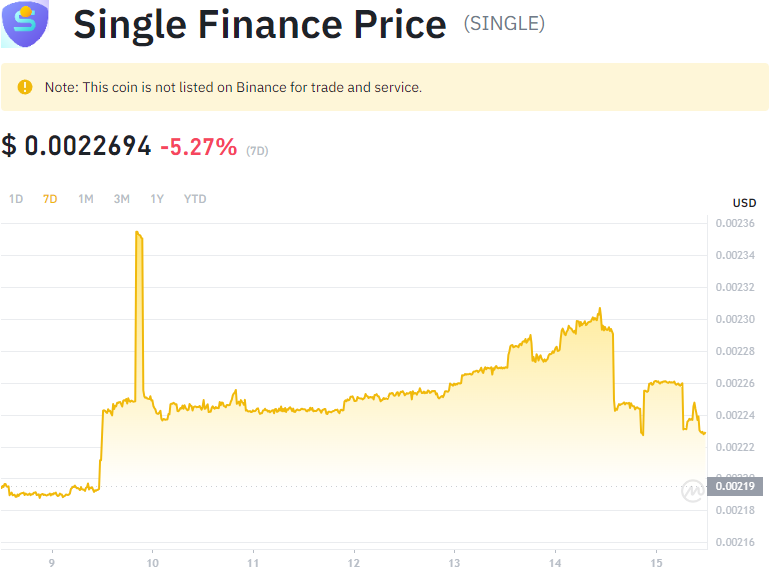 Single Finance Price (SINGLE)
Note: This coin is not listed on Binance for trade and service.
$ 0.0022694 -5.27% (7D)
1D 7D 1M 3M 1Y YTD
USD
0.00236
0.00234
0.00232
0.00230
0.00228
0.00226
0.00224
0.00222
0.00219
0.00218
0.00216
9 10 11 12 13 14 15